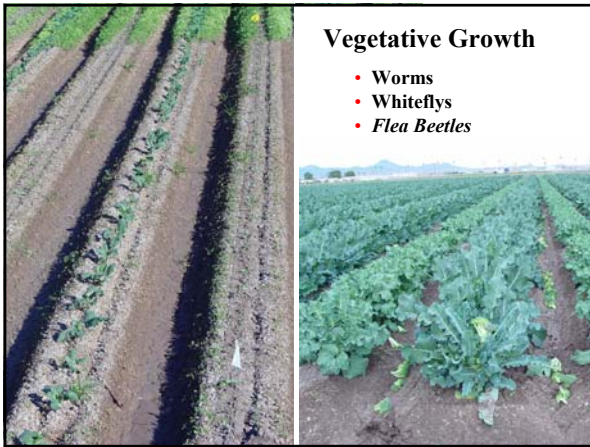 Vegetative Growth
• Worms
• Whiteflys
• Flea Beetles